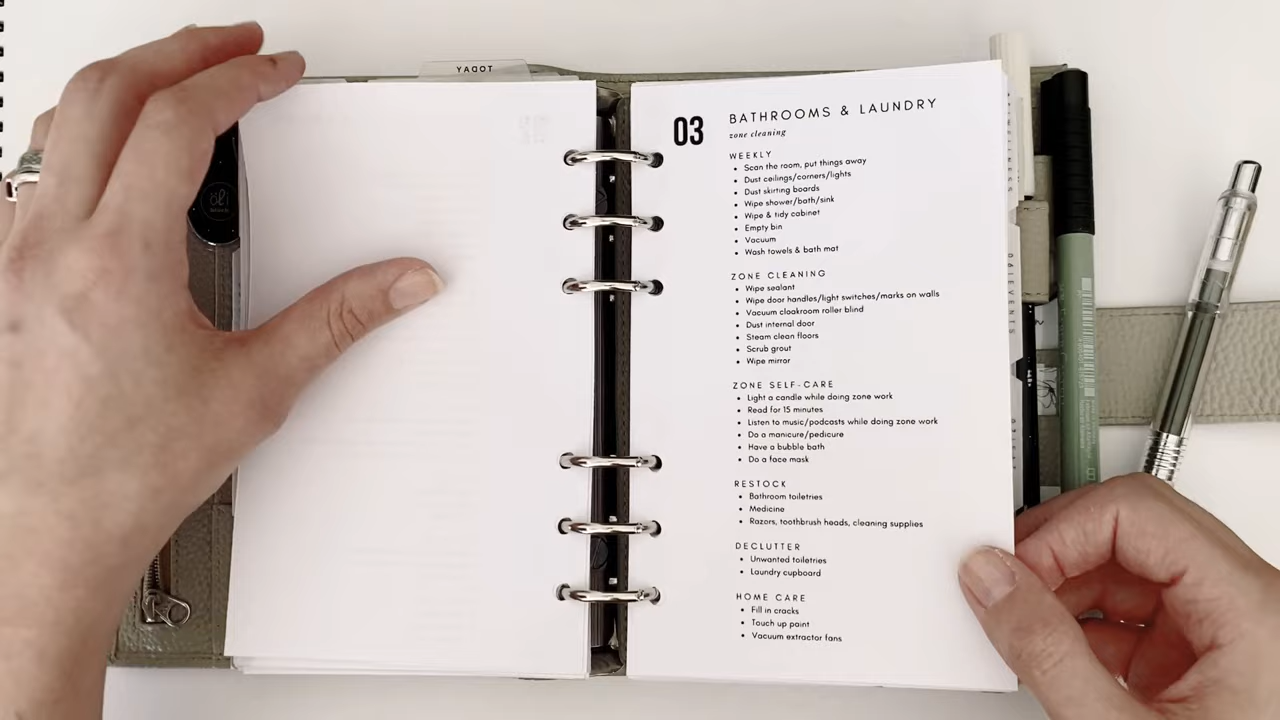 TODAY
03
BATHROOMS & LAUNDRY
zone cleaning
WEEKLY
• Scan the room, put things away
• Dust ceilings/corners/lights
• Dust skirting boards
• Wipe shower/bath/sink
• Wipe & tidy cabinet
• Empty bin
• Vacuum
• Wash towels & bath mat
ZONE CLEANING
• Wipe sealant
• Wipe door handles/light switches/marks on walls
• Vacuum cloakroom roller blind
• Dust internal door
• Steam clean floors
• Scrub grout
• Wipe mirror
ZONE SELF-CARE
• Light a candle while doing zone work
• Read for 15 minutes
• Listen to music/podcasts while doing zone work
• Do a manicure/pedicure
• Have a bubble bath
• Do a face mask
RESTOCK
• Bathroom toiletries
• Medicine
• Razors, toothbrush heads, cleaning supplies
DECLUTTER
• Unwanted toiletries
• Laundry cupboard
HOME CARE
• Fill in cracks
• Touch up paint
• Vacuum extractor fans